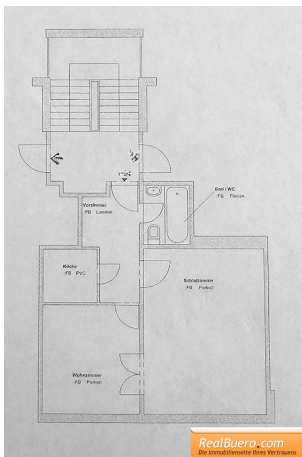 Vorzimmer
FB Laminat
Bad / WC
FB Fliesen
Küche
FB PVC
Schlafzimmer
FB Parkett
Wohnzimmer
FB Parkett
RealBuero.com
Die Immobilienseite Ihres Vertrauens